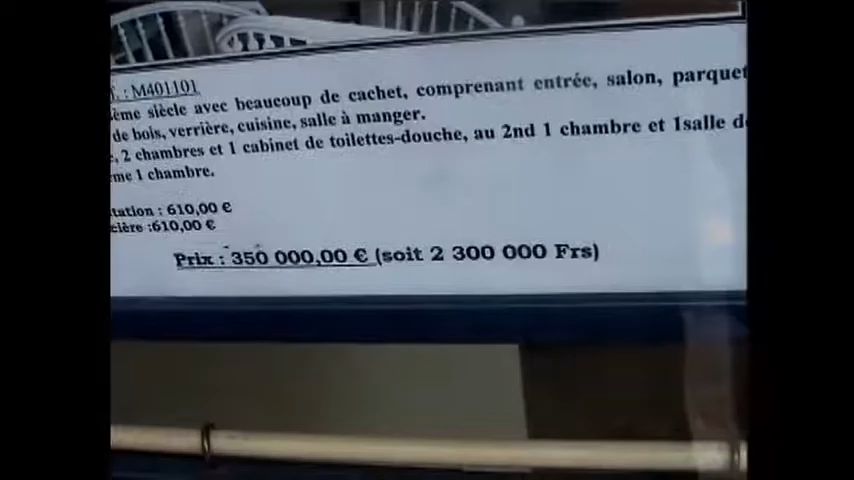 f. : M401101
ème siècle avec beaucoup de cachet, comprenant entrée, salon, parquet
de bois, verrière, cuisine, salle à manger.
, 2 chambres et 1 cabinet de toilettes-douche, au 2nd 1 chambre et 1salle de
me 1 chambre.
tation : 610,00 €
cière :610,00 €
Prix : 350 000,00 € (soit 2 300 000 Frs)